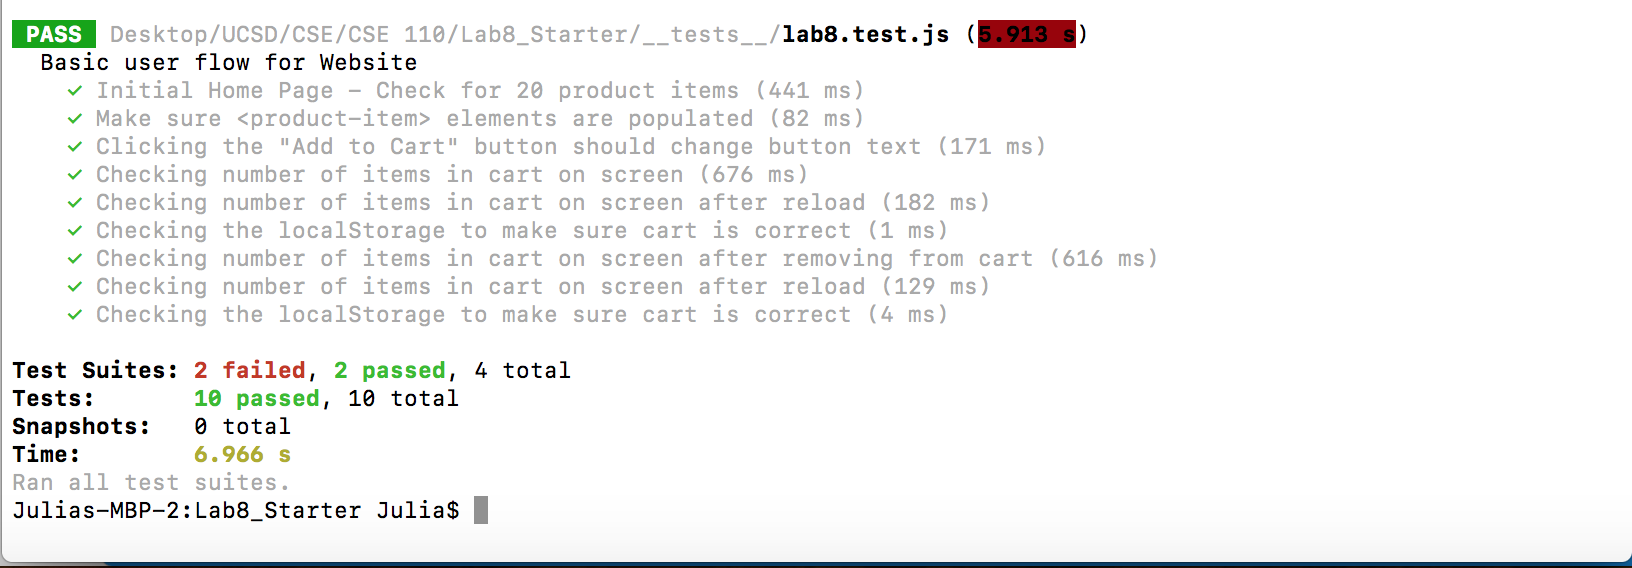 PASS Desktop/UCSD/CSE/CSE 110/Lab8_Starter/__tests__/lab8.test.js (5.913 s)
Basic user flow for Website
✓ Initial Home Page - Check for 20 product items (441 ms)
✓ Make sure <product-item> elements are populated (82 ms)
✓ Clicking the "Add to Cart" button should change button text (171 ms)
✓ Checking number of items in cart on screen (676 ms)
✓ Checking number of items in cart on screen after reload (182 ms)
✓ Checking the localStorage to make sure cart is correct (1 ms)
✓ Checking number of items in cart on screen after removing from cart (616 ms)
✓ Checking number of items in cart on screen after reload (129 ms)
✓ Checking the localStorage to make sure cart is correct (4 ms)
Test Suites: 2 failed, 2 passed, 4 total
Tests: 10 passed, 10 total
Snapshots: 0 total
Time: 6.966 s
Ran all test suites.
Julias-MBP-2:Lab8_Starter Julia$